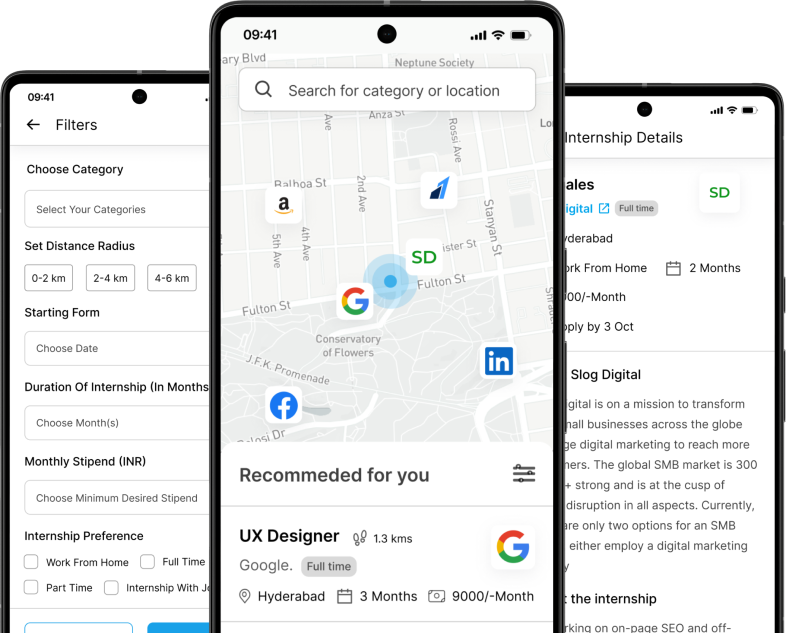 09:41
Filters
Choose Category
Select Your Categories
Set Distance Radius
0-2 km
2-4 km
4-6 km
Starting Form
Choose Date
Duration Of Internship (In Months
Choose Month(s)
Monthly Stipend (INR)
Choose Minimum Desired Stipend
Internship Preference
Work From Home
Full Time
Part Time
Internship With Jo
09:41
ary Blvd
Neptune Society
Search for category or location
Anza St
Ave
Rossi Ave
Lo
Balboa St
2nd Ave
a
Stanyan St
4th Ave
5th Ave
SD
ister St
Fulton St
G
Fulton St
Shrader
Conservatory
of Flowers
in
J.F.K. Promenade
f
olosi Dr
Recommeded for you
UX Designer
1.3 kms
G
Google.
Full time
Hyderabad
3 Months
9000/-Month
Internship Details
ales
SD
igital
Full time
yderabad
ork From Home
2 Months
00/-Month
pply by 3 Oct
Slog Digital
igital is on a mission to transform
nall businesses across the globe
ge digital marketing to reach more
ners. The global SMB market is 300
+ strong and is at the cusp of
disruption in all aspects. Currently,
are only two options for an SMB
either employ a digital marketing
y
t the internship
rking on on-page SEO and off-